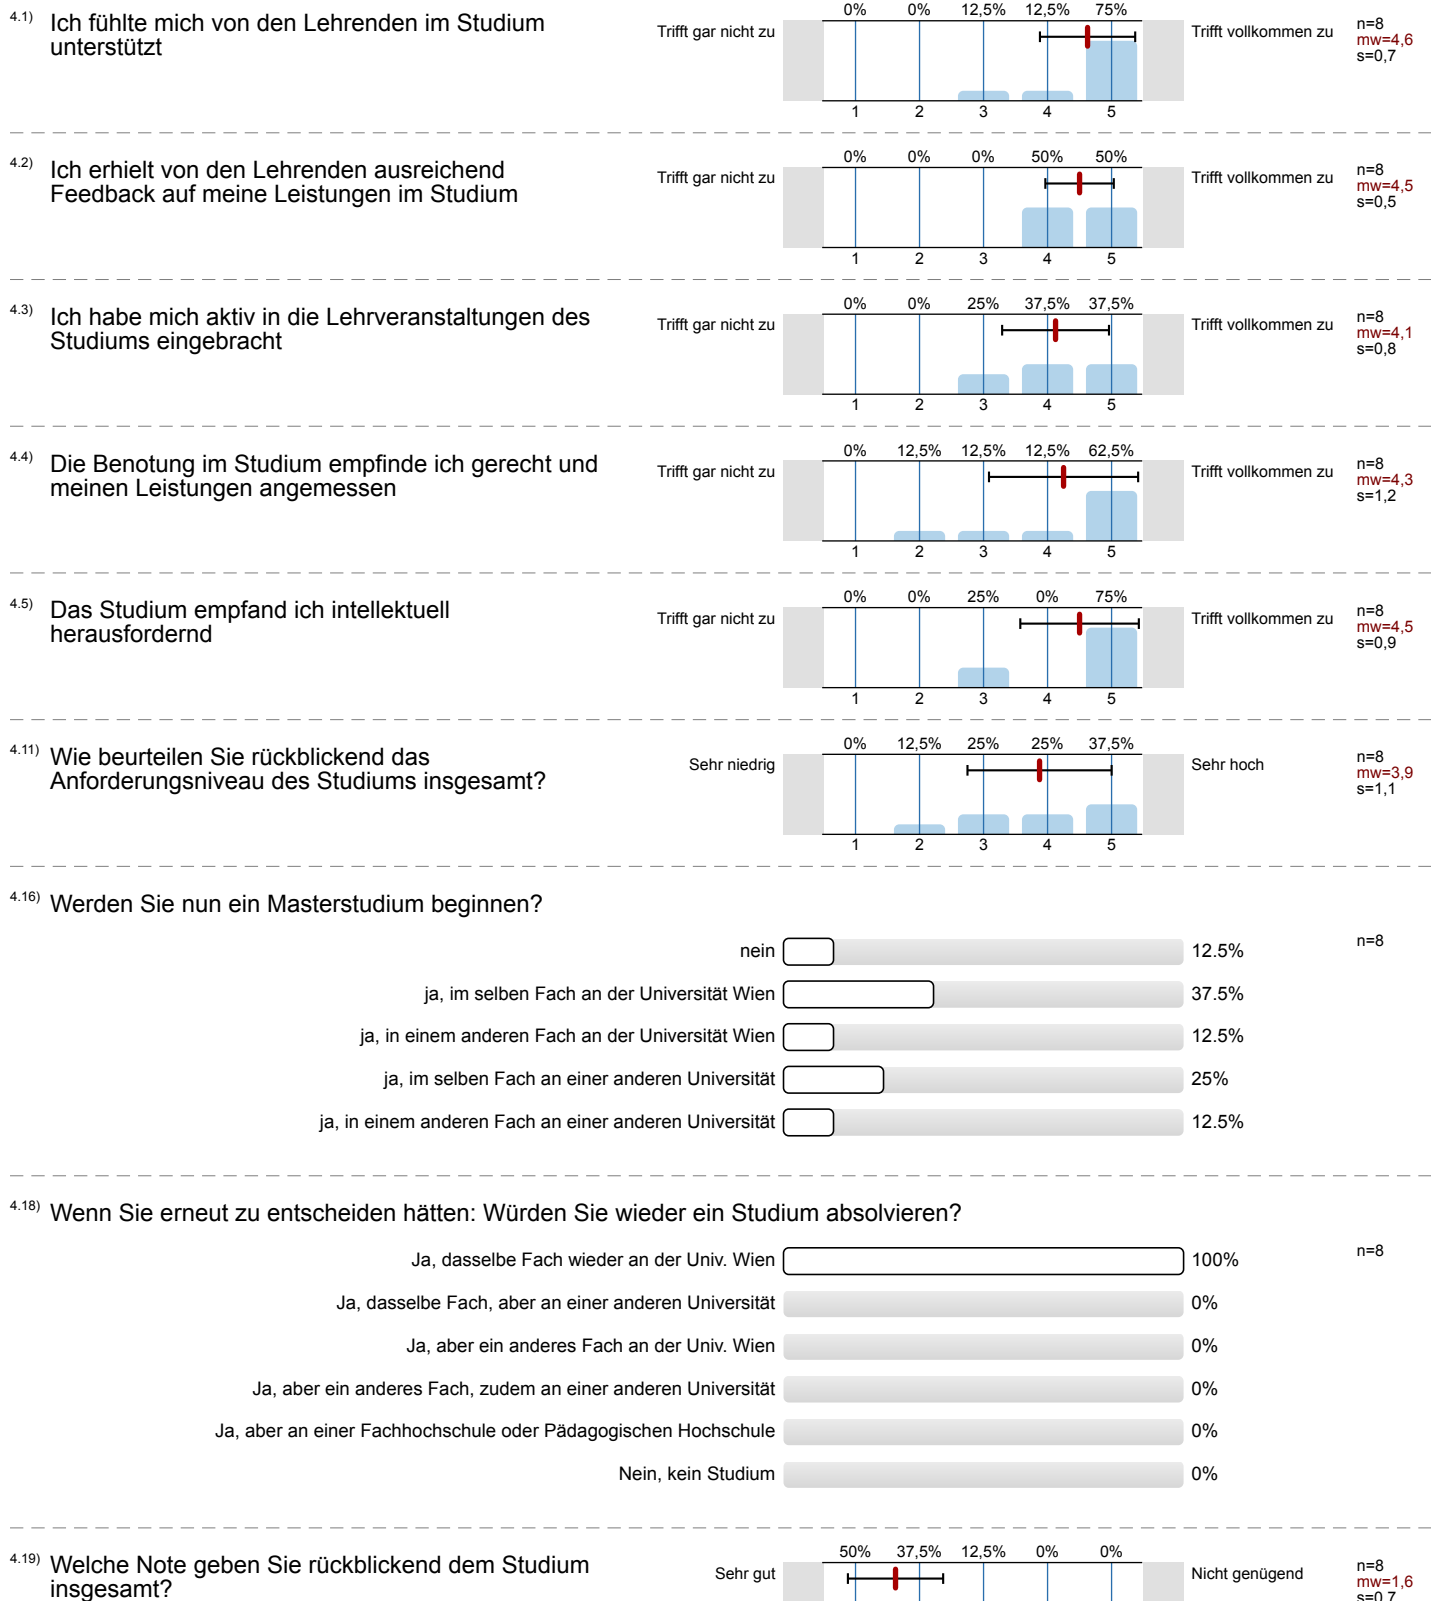 4.1) Ich fühlte mich von den Lehrenden im Studium
unterstützt
Trifft gar nicht zu
0% 0% 12,5% 12,5% 75%
1 2 3 4 5
Trifft vollkommen zu
n=8
mw=4,6
s=0,7
4.2) Ich erhielt von den Lehrenden ausreichend
Feedback auf meine Leistungen im Studium
Trifft gar nicht zu
0% 0% 0% 50% 50%
1 2 3 4 5
Trifft vollkommen zu
n=8
mw=4,5
s=0,5
4.3) Ich habe mich aktiv in die Lehrveranstaltungen des
Studiums eingebracht
Trifft gar nicht zu
0% 0% 25% 37,5% 37,5%
1 2 3 4 5
Trifft vollkommen zu
n=8
mw=4,1
s=0,8
4.4) Die Benotung im Studium empfinde ich gerecht und
meinen Leistungen angemessen
Trifft gar nicht zu
0% 12,5% 12,5% 12,5% 62,5%
1 2 3 4 5
Trifft vollkommen zu
n=8
mw=4,3
s=1,2
4.5) Das Studium empfand ich intellektuell
herausfordernd
Trifft gar nicht zu
0% 0% 25% 0% 75%
1 2 3 4 5
Trifft vollkommen zu
n=8
mw=4,5
s=0,9
4.11) Wie beurteilen Sie rückblickend das
Anforderungsniveau des Studiums insgesamt?
Sehr niedrig
0% 12,5% 25% 25% 37,5%
1 2 3 4 5
Sehr hoch
n=8
mw=3,9
s=1,1
4.16) Werden Sie nun ein Masterstudium beginnen?
nein 12.5% n=8
ja, im selben Fach an der Universität Wien 37.5%
ja, in einem anderen Fach an der Universität Wien 12.5%
ja, im selben Fach an einer anderen Universität 25%
ja, in einem anderen Fach an einer anderen Universität 12.5%
4.18) Wenn Sie erneut zu entscheiden hätten: Würden Sie wieder ein Studium absolvieren?
Ja, dasselbe Fach wieder an der Univ. Wien 100% n=8
Ja, dasselbe Fach, aber an einer anderen Universität 0%
Ja, aber ein anderes Fach an der Univ. Wien 0%
Ja, aber ein anderes Fach, zudem an einer anderen Universität 0%
Ja, aber an einer Fachhochschule oder Pädagogischen Hochschule 0%
Nein, kein Studium 0%
4.19) Welche Note geben Sie rückblickend dem Studium
insgesamt?
Sehr gut
50% 37,5% 12,5% 0% 0%
Nicht genügend
n=8
mw=1,6
s=0,7